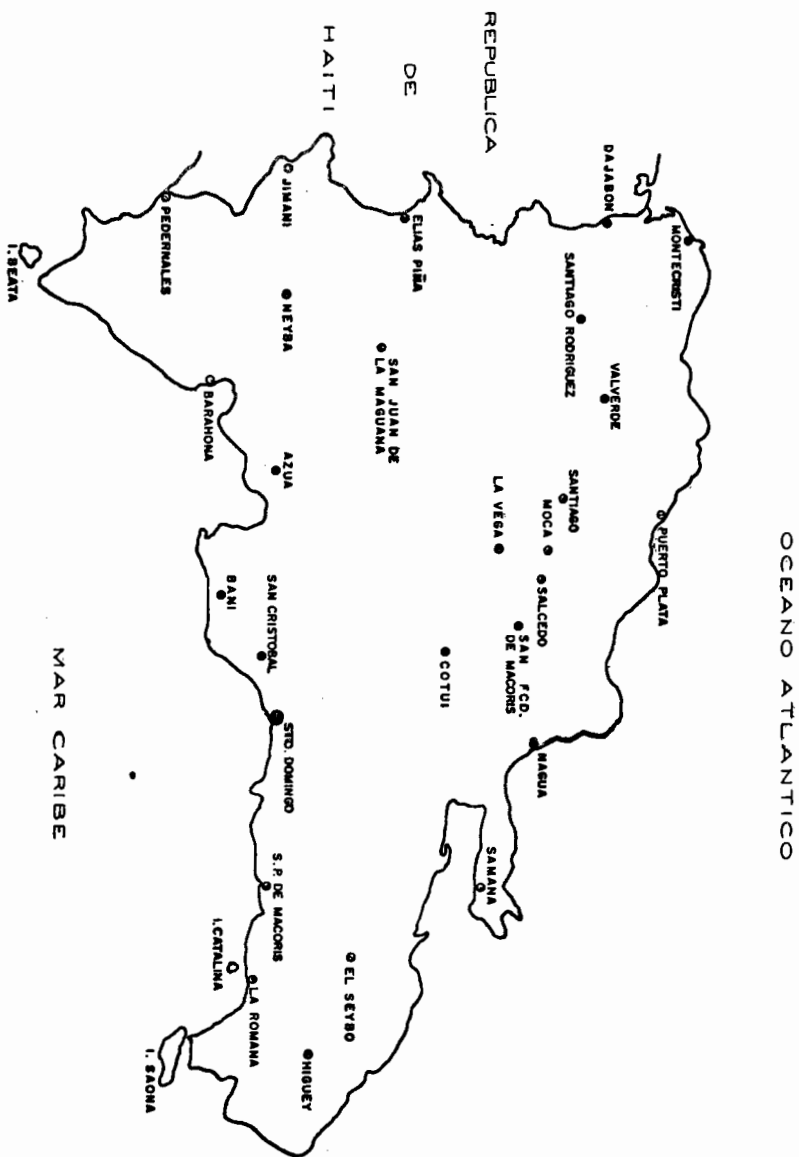 OCEANO ATLANTICO
MONTECRISTI
PUERTO PLATA
DAJABON
VALVERDE
SANTIAGO RODRIGUEZ
SANTIAGO
MOCA
SALCEDO
LA VEGA
SAN FCD.
DE MACORIS
NAGUA
SAMANA
REPUBLICA
DE
HAITI
ELIAS PIÑA
COTUI
SAN JUAN DE
LA MAGUANA
EL SEYBO
HIGUEY
JIMANI
NEYBA
AZUA
SAN CRISTOBAL
STO. DOMINGO
S.P. DE MACORIS
LA ROMANA
I. CATALINA
BANI
BARAHONA
PEDERNALES
I. SAONA
MAR CARIBE
I. BEATA